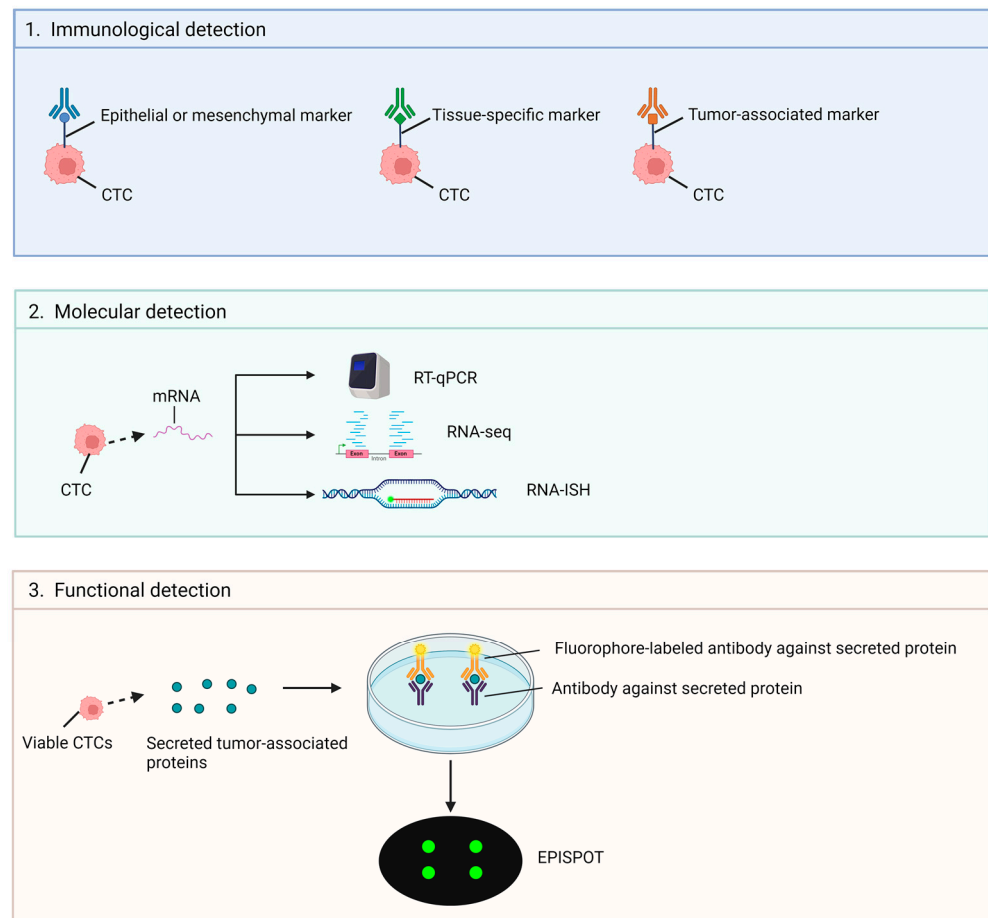 1. Immunological detection
Epithelial or mesenchymal marker
Tissue-specific marker
Tumor-associated marker
CTC
CTC
CTC
2. Molecular detection
mRNA
CTC
RT-qPCR
RNA-seq
Exon
Intron
Exon
RNA-ISH
3. Functional detection
Viable CTCs
Secreted tumor-associated
proteins
Fluorophore-labeled antibody against secreted protein
Antibody against secreted protein
EPISPOT